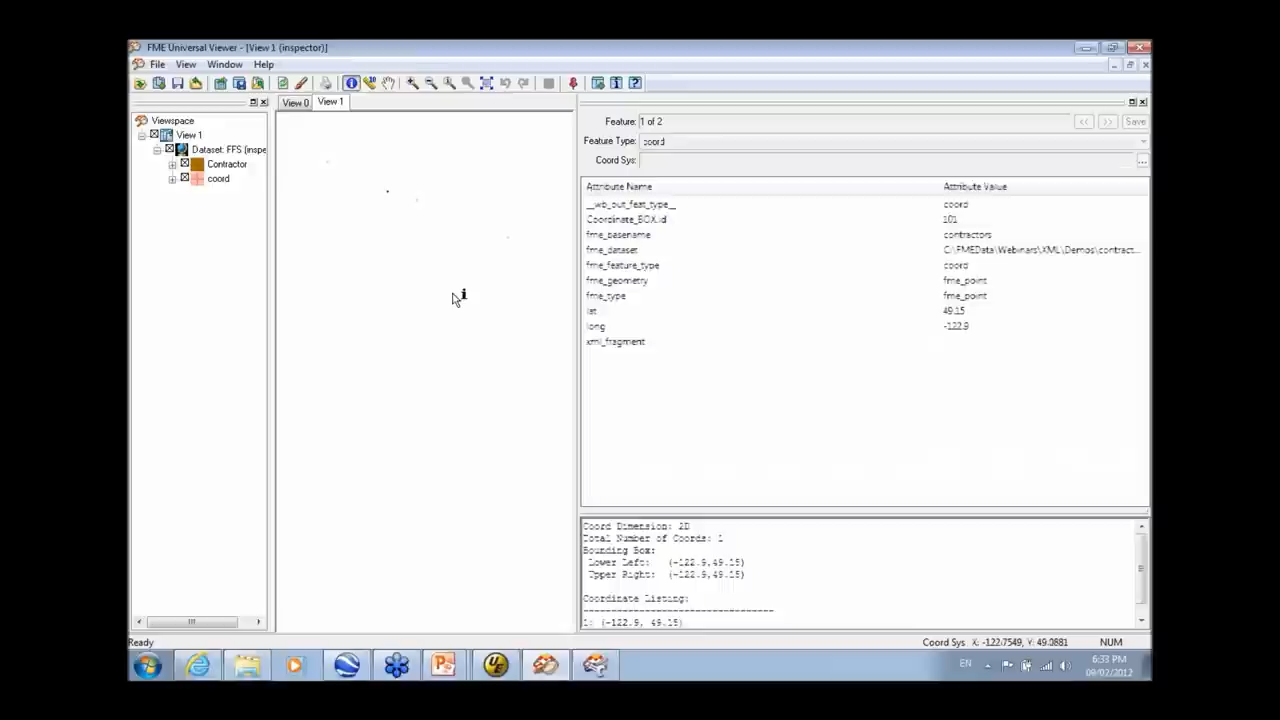 FME Universal Viewer - [View 1 (inspector)]
File View Window Help
View 0 View 1
Viewspace
View 1
Dataset: FFS (inspe
Contractor
coord
Feature: 1 of 2
<< >> Save
Feature Type: coord
Coord Sys:
...
Attribute Name Attribute Value
__wb_out_feat_type__ coord
Coordinate_BOX.id 101
fme_basename contractors
fme_dataset C:\FMEData\Webinars\XML\Demos\contract...
fme_feature_type coord
fme_geometry fme_point
fme_type fme_point
lat 49.15
long -122.9
xml_fragment
Coord Dimension: 2D
Total Number of Coords: 1
Bounding Box:
Lower Left: (-122.9,49.15)
Upper Right: (-122.9,49.15)
Coordinate Listing:
---------------------------------
1: (-122.9, 49.15)
Ready
Coord Sys X: -122.7549, Y: 49.0881 NUM
EN
6:33 PM
09/02/2012